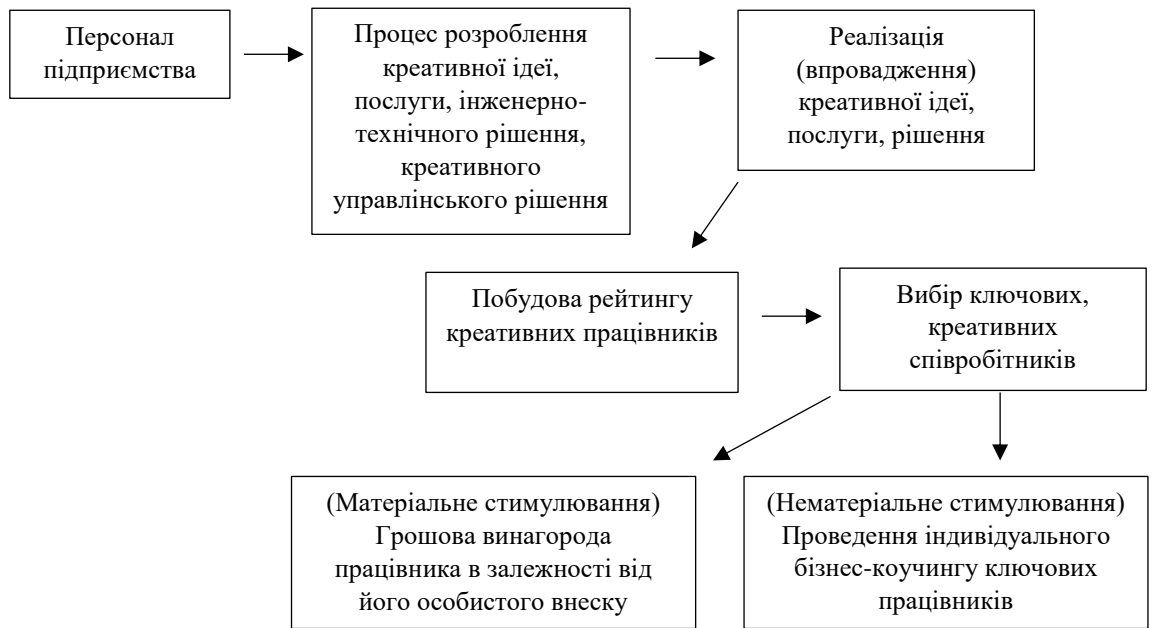 Персонал
підприємства
Процес розроблення
креативної ідеї,
послуги, інженерно-
технічного рішення,
креативного
управлінського рішення
Реалізація
(впровадження)
креативної ідеї,
послуги, рішення
Побудова рейтингу
креативних працівників
Вибір ключових,
креативних
співробітників
(Матеріальне стимулювання)
Грошова винагорода
працівника в залежності від
його особистого внеску
(Нематеріальне стимулювання)
Проведення індивідуального
бізнес-коучингу ключових
працівників